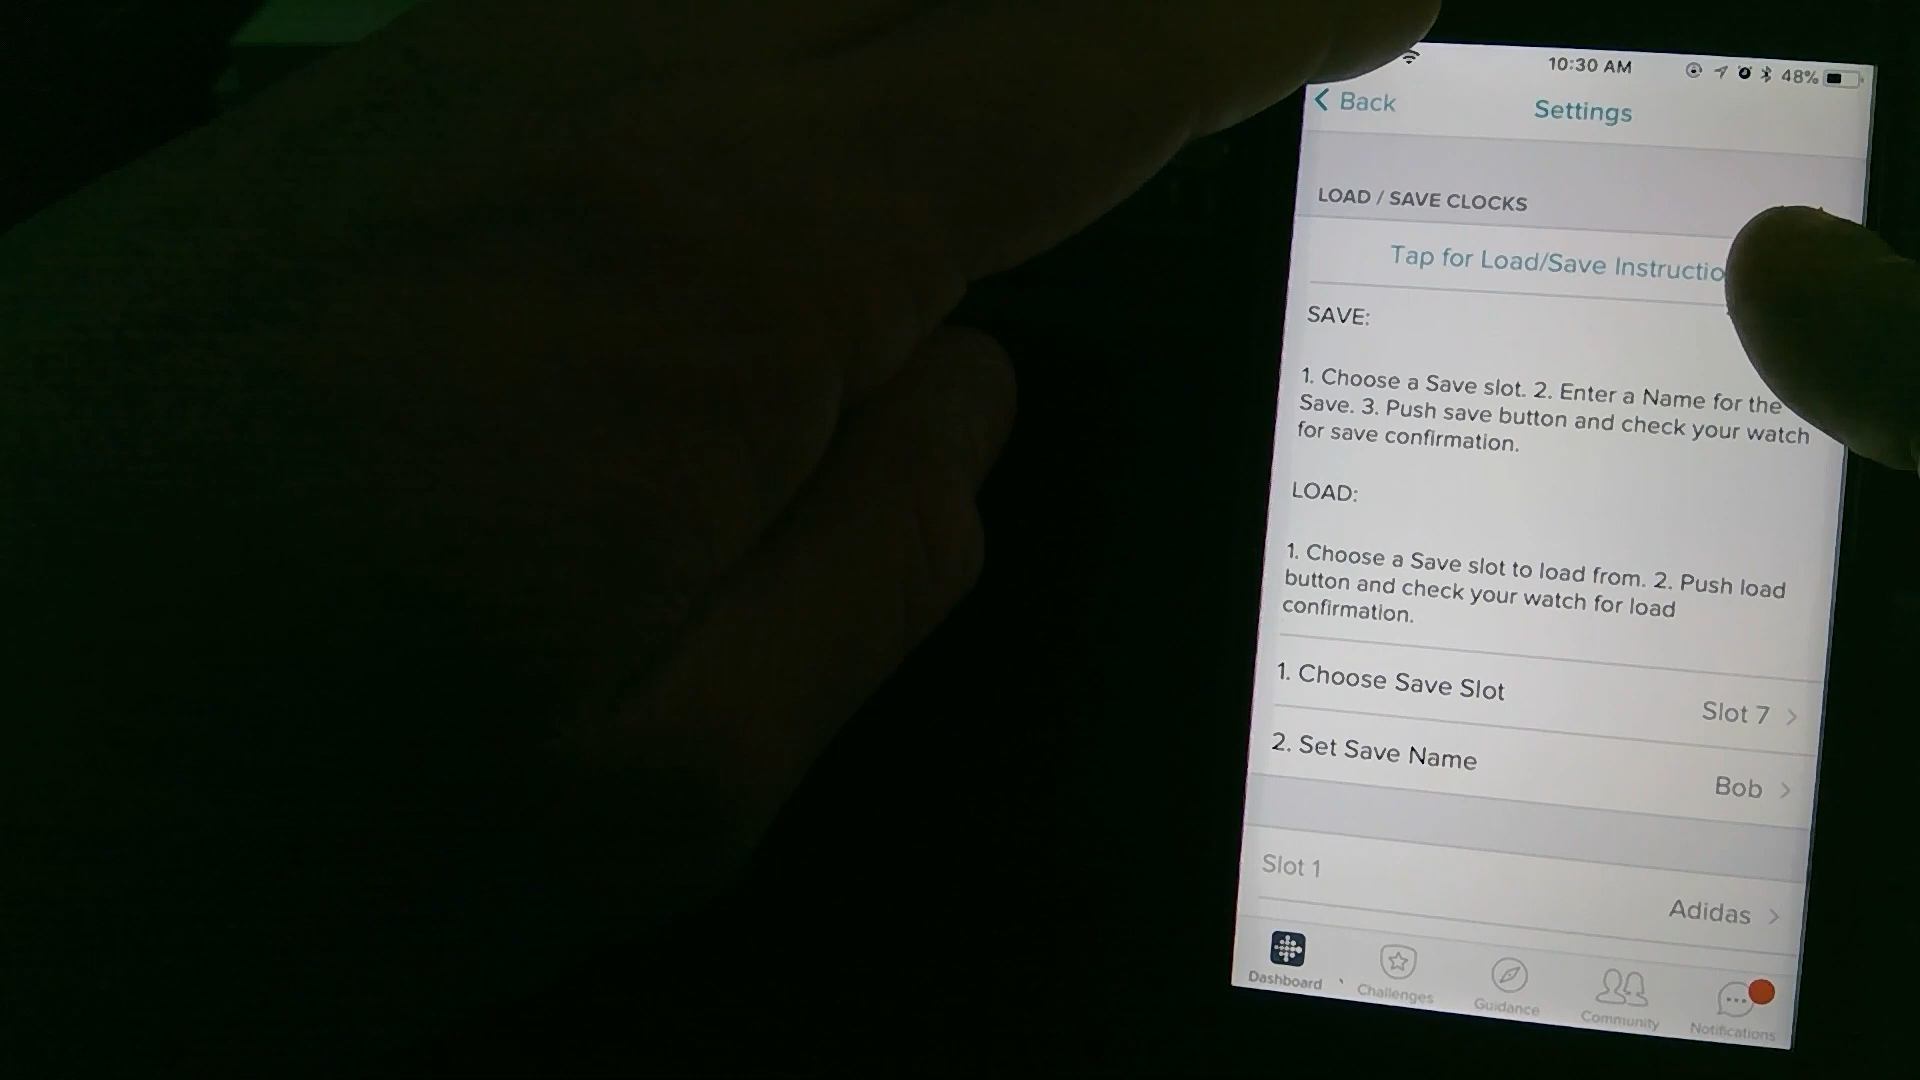 10:30 AM
48%
Back
Settings
LOAD / SAVE CLOCKS
Tap for Load/Save Instructio
SAVE:
1. Choose a Save slot. 2. Enter a Name for the
Save. 3. Push save button and check your watch
for save confirmation.
LOAD:
1. Choose a Save slot to load from. 2. Push load
button and check your watch for load
confirmation.
1. Choose Save Slot
Slot 7
2. Set Save Name
Bob
Slot 1
Adidas
Dashboard
Challenges
Guidance
Community
Notifications